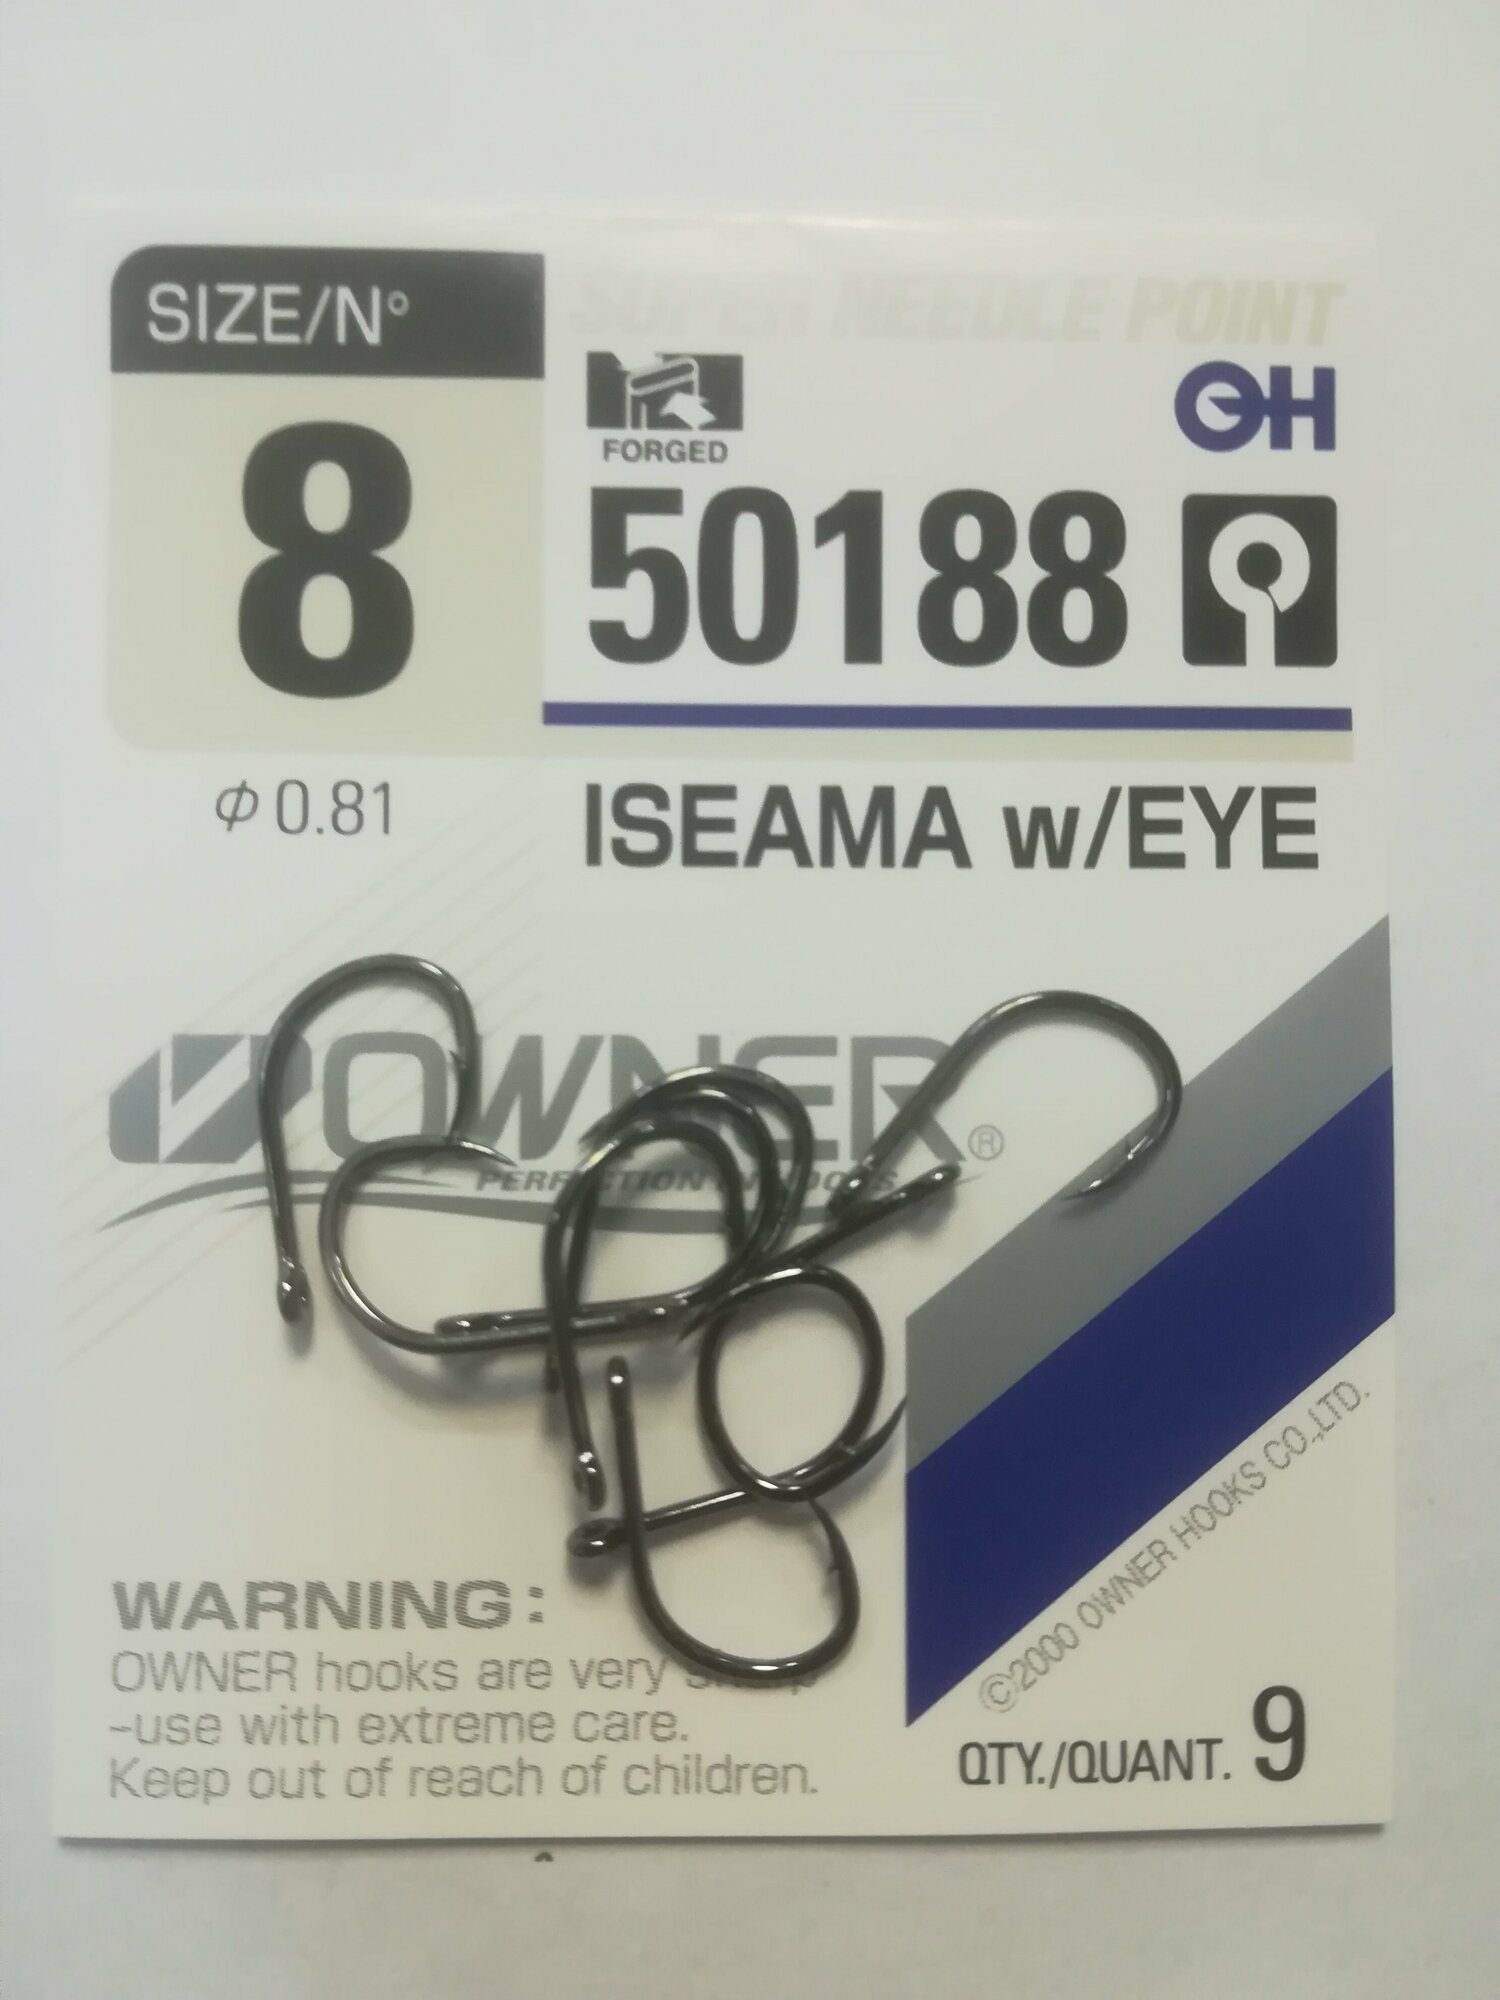 SIZE/N°
SUPER NEEDLE POINT
8
FORGED
OH
50188
φ0.81
ISEAMA w/EYE
OWNER®
PERFECTION IN HOOKS
WARNING:
OWNER hooks are very sharp
-use with extreme care.
Keep out of reach of children.
©2000 OWNER HOOKS CO.,LTD.
QTY./QUANT. 9